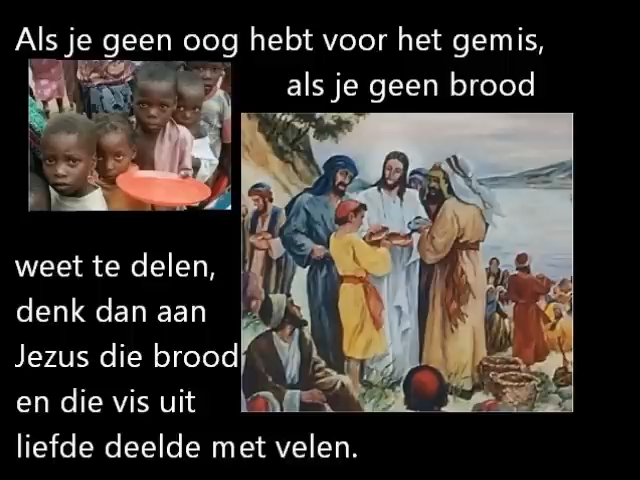 Als je geen oog hebt voor het gemis,
als je geen brood
weet te delen,
denk dan aan
Jezus die brood
en die vis uit
liefde deelde met velen.